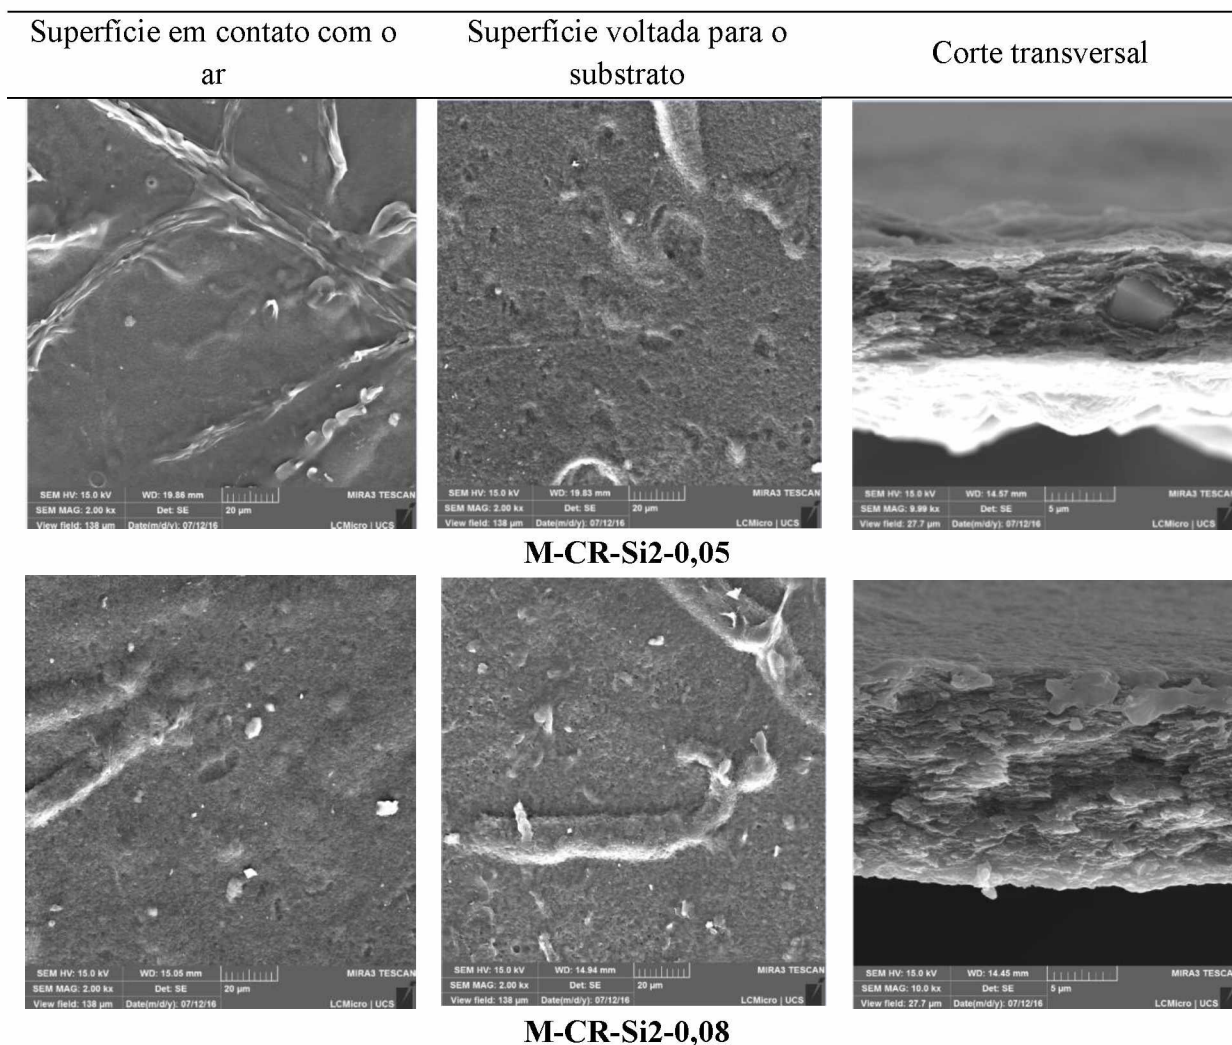 Superfície em contato com o
ar
Superfície voltada para o
substrato
Corte transversal
SEM HV: 15.0 kV WD: 19.86 mm MIRA3 TESCAN
SEM MAG: 2.00 kx Det: SE 20 µm
View field: 138 µm Date(m/d/y): 07/12/16 LCMicro | UCS
SEM HV: 15.0 kV WD: 19.83 mm MIRA3 TESCAN
SEM MAG: 2.00 kx Det: SE 20 µm
View field: 138 µm Date(m/d/y): 07/12/16 LCMicro | UCS
SEM HV: 15.0 kV WD: 14.57 mm MIRA3 TESCAN
SEM MAG: 9.99 kx Det: SE 5 µm
View field: 27.7 µm Date(m/d/y): 07/12/16 LCMicro | UCS
M-CR-Si2-0,05
SEM HV: 15.0 kV WD: 15.05 mm MIRA3 TESCAN
SEM MAG: 2.00 kx Det: SE 20 µm
View field: 138 µm Date(m/d/y): 07/12/16 LCMicro | UCS
SEM HV: 15.0 kV WD: 14.94 mm MIRA3 TESCAN
SEM MAG: 2.00 kx Det: SE 20 µm
View field: 138 µm Date(m/d/y): 07/12/16 LCMicro | UCS
SEM HV: 15.0 kV WD: 14.45 mm MIRA3 TESCAN
SEM MAG: 10.0 kx Det: SE 5 µm
View field: 27.7 µm Date(m/d/y): 07/12/16 LCMicro | UCS
M-CR-Si2-0,08